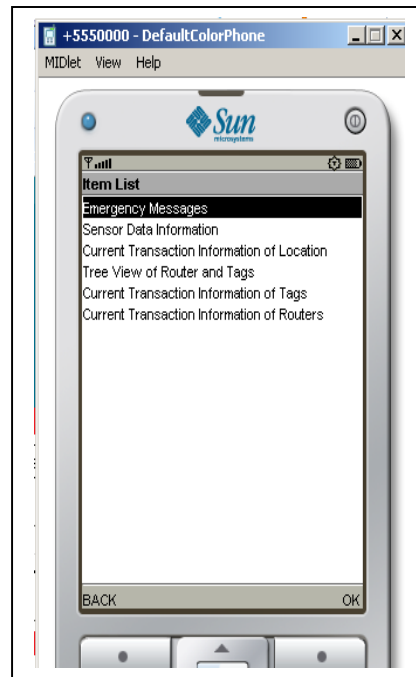 +5550000 - DefaultColorPhone
MIDlet View Help
Sun
microsystems
Item List
Emergency Messages
Sensor Data Information
Current Transaction Information of Location
Tree View of Router and Tags
Current Transaction Information of Tags
Current Transaction Information of Routers
BACK OK